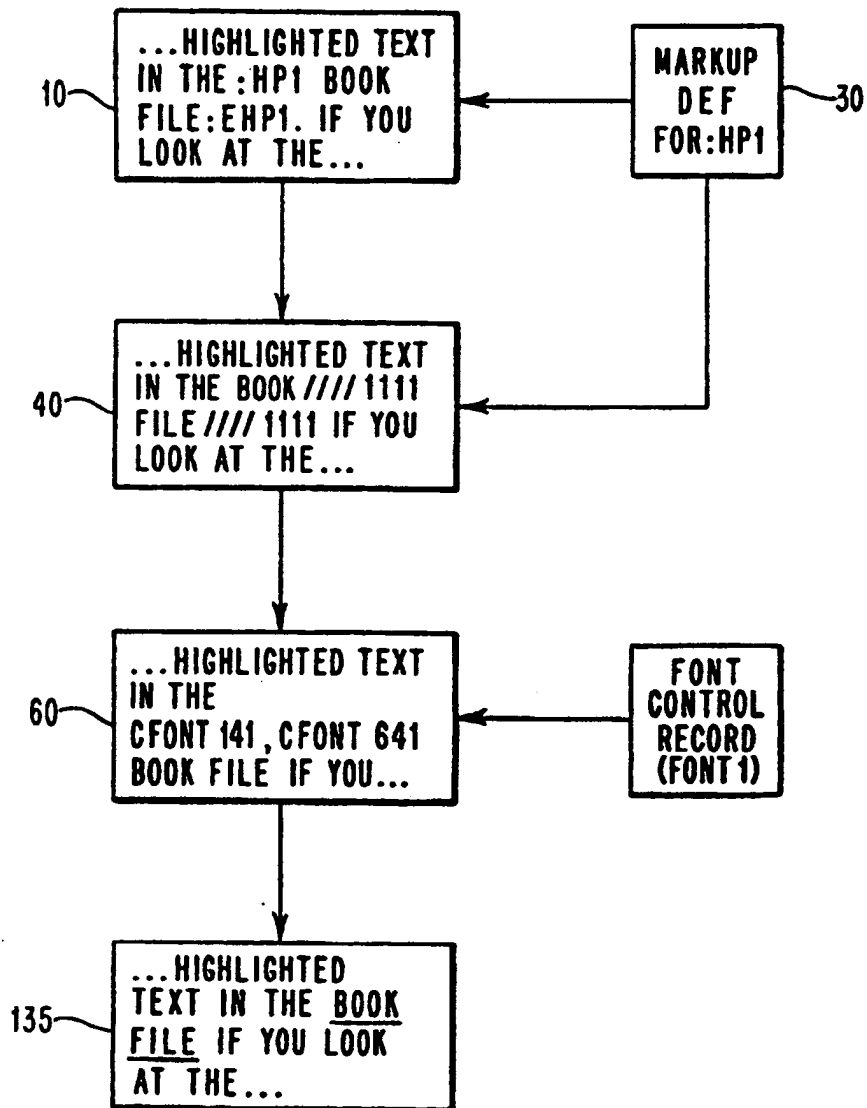 ...HIGHLIGHTED TEXT
IN THE :HP1 BOOK
FILE:EHP1. IF YOU
LOOK AT THE...
10
MARKUP
DEF
FOR:HP1
30
...HIGHLIGHTED TEXT
IN THE BOOK //// 1111
FILE //// 1111 IF YOU
LOOK AT THE...
40
...HIGHLIGHTED TEXT
IN THE
CFONT 141, CFONT 641
BOOK FILE IF YOU...
60
FONT
CONTROL
RECORD
(FONT 1)
...HIGHLIGHTED
TEXT IN THE BOOK
FILE IF YOU LOOK
AT THE...
135